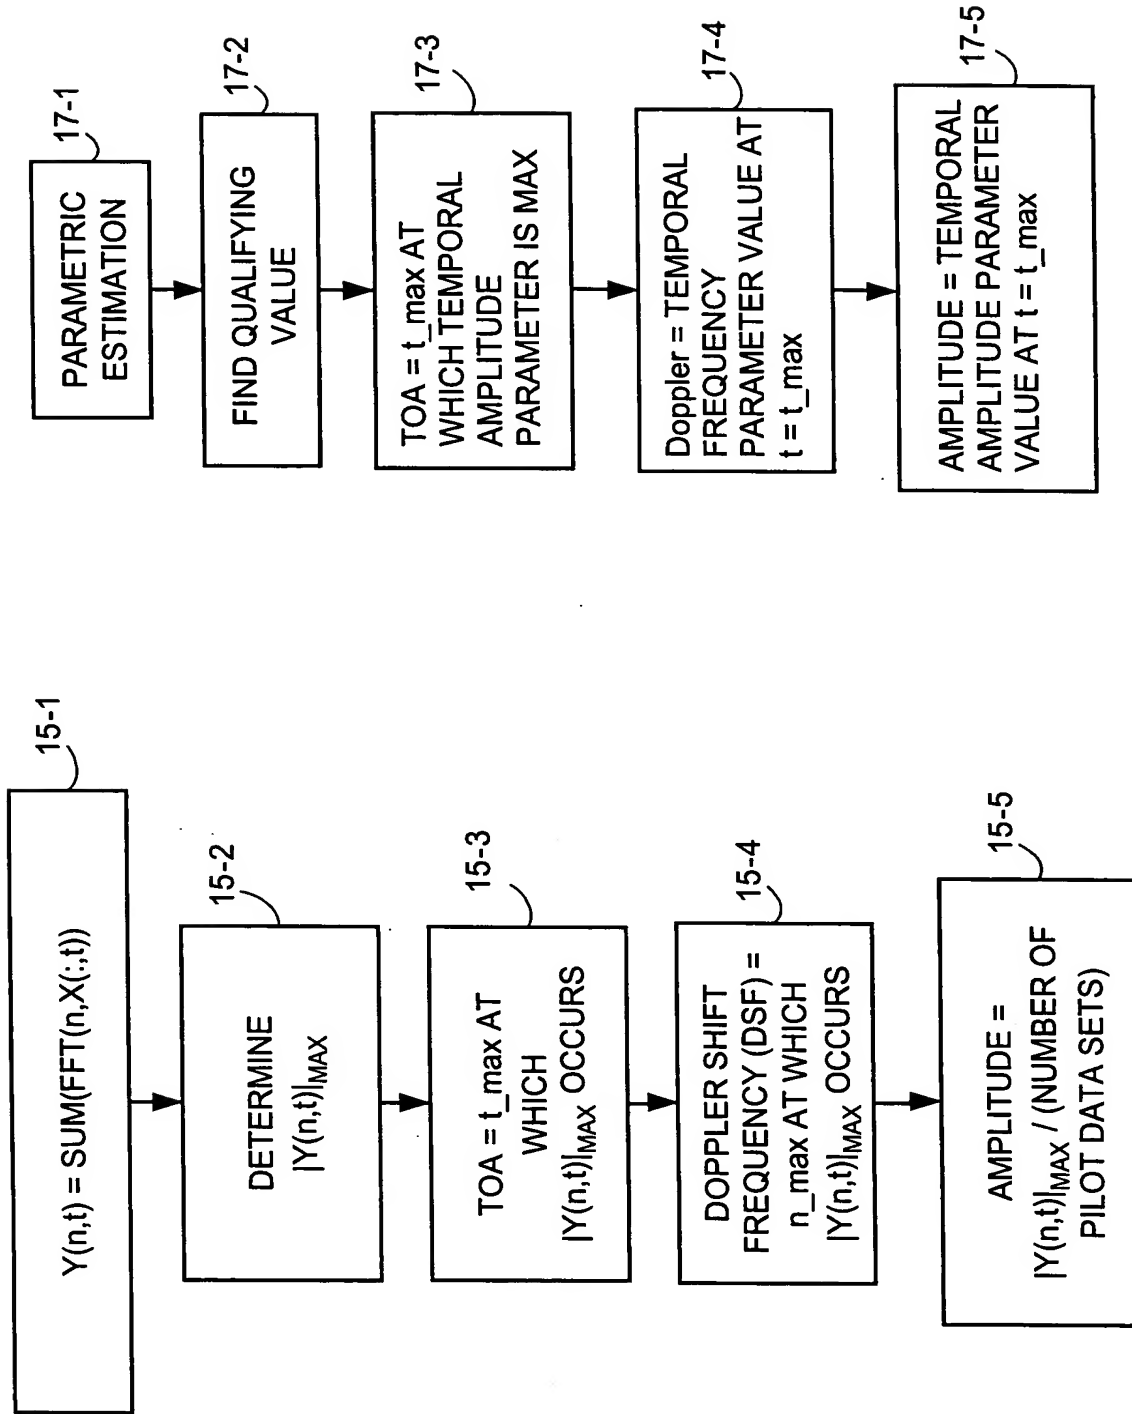 15-1
Y(n,t) = SUM(FFT(n,X(:,t))
15-2
DETERMINE
|Y(n,t)|MAX
15-3
TOA = t_max AT
WHICH
|Y(n,t)|MAX OCCURS
15-4
DOPPLER SHIFT
FREQUENCY (DSF) =
n_max AT WHICH
|Y(n,t)|MAX OCCURS
15-5
AMPLITUDE =
|Y(n,t)|MAX / (NUMBER OF
PILOT DATA SETS)
17-1
PARAMETRIC
ESTIMATION
17-2
FIND QUALIFYING
VALUE
17-3
TOA = t_max AT
WHICH TEMPORAL
AMPLITUDE
PARAMETER IS MAX
17-4
Doppler = TEMPORAL
FREQUENCY
PARAMETER VALUE AT
t = t_max
17-5
AMPLITUDE = TEMPORAL
AMPLITUDE PARAMETER
VALUE AT t = t_max